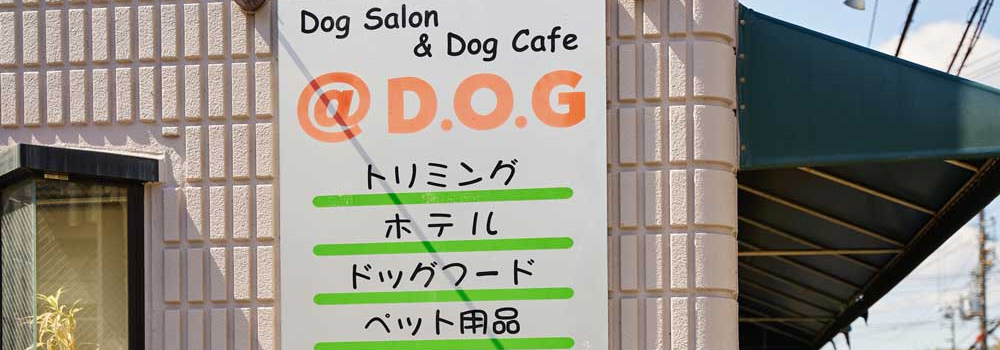 Dog Salon
& Dog Cafe
@D.O.G
トリミング
ホテル
ドッグフード
ペット用品